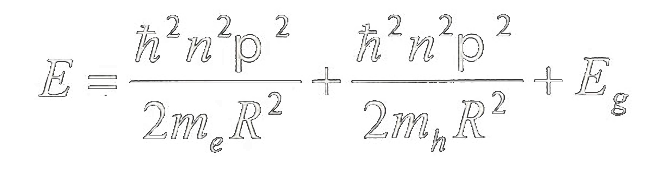 E = ħ²n²p²/2mₑR² + ħ²n²p²/2mₕR² + E_g